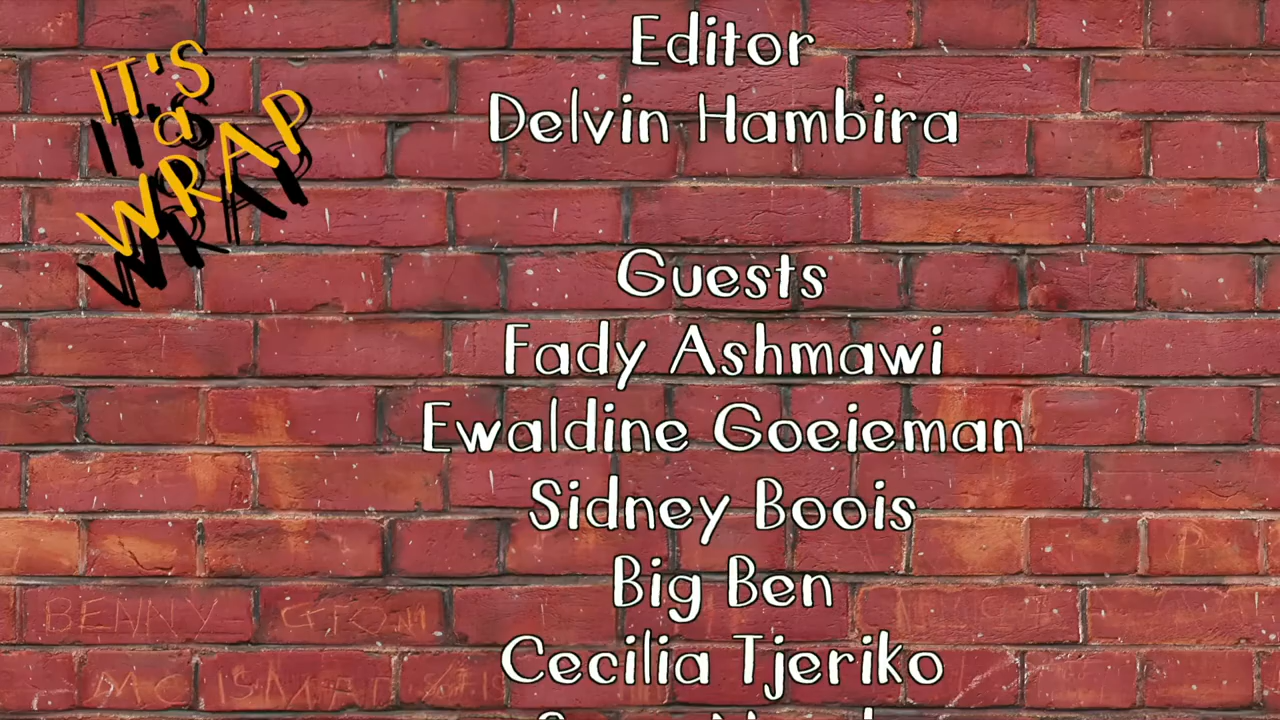 IT'S
a
WRAP
Editor
Delvin Hambira
Guests
Fady Ashmawi
Ewaldine Goeieman
Sidney Boois
Big Ben
Cecilia Tjeriko
BENNY